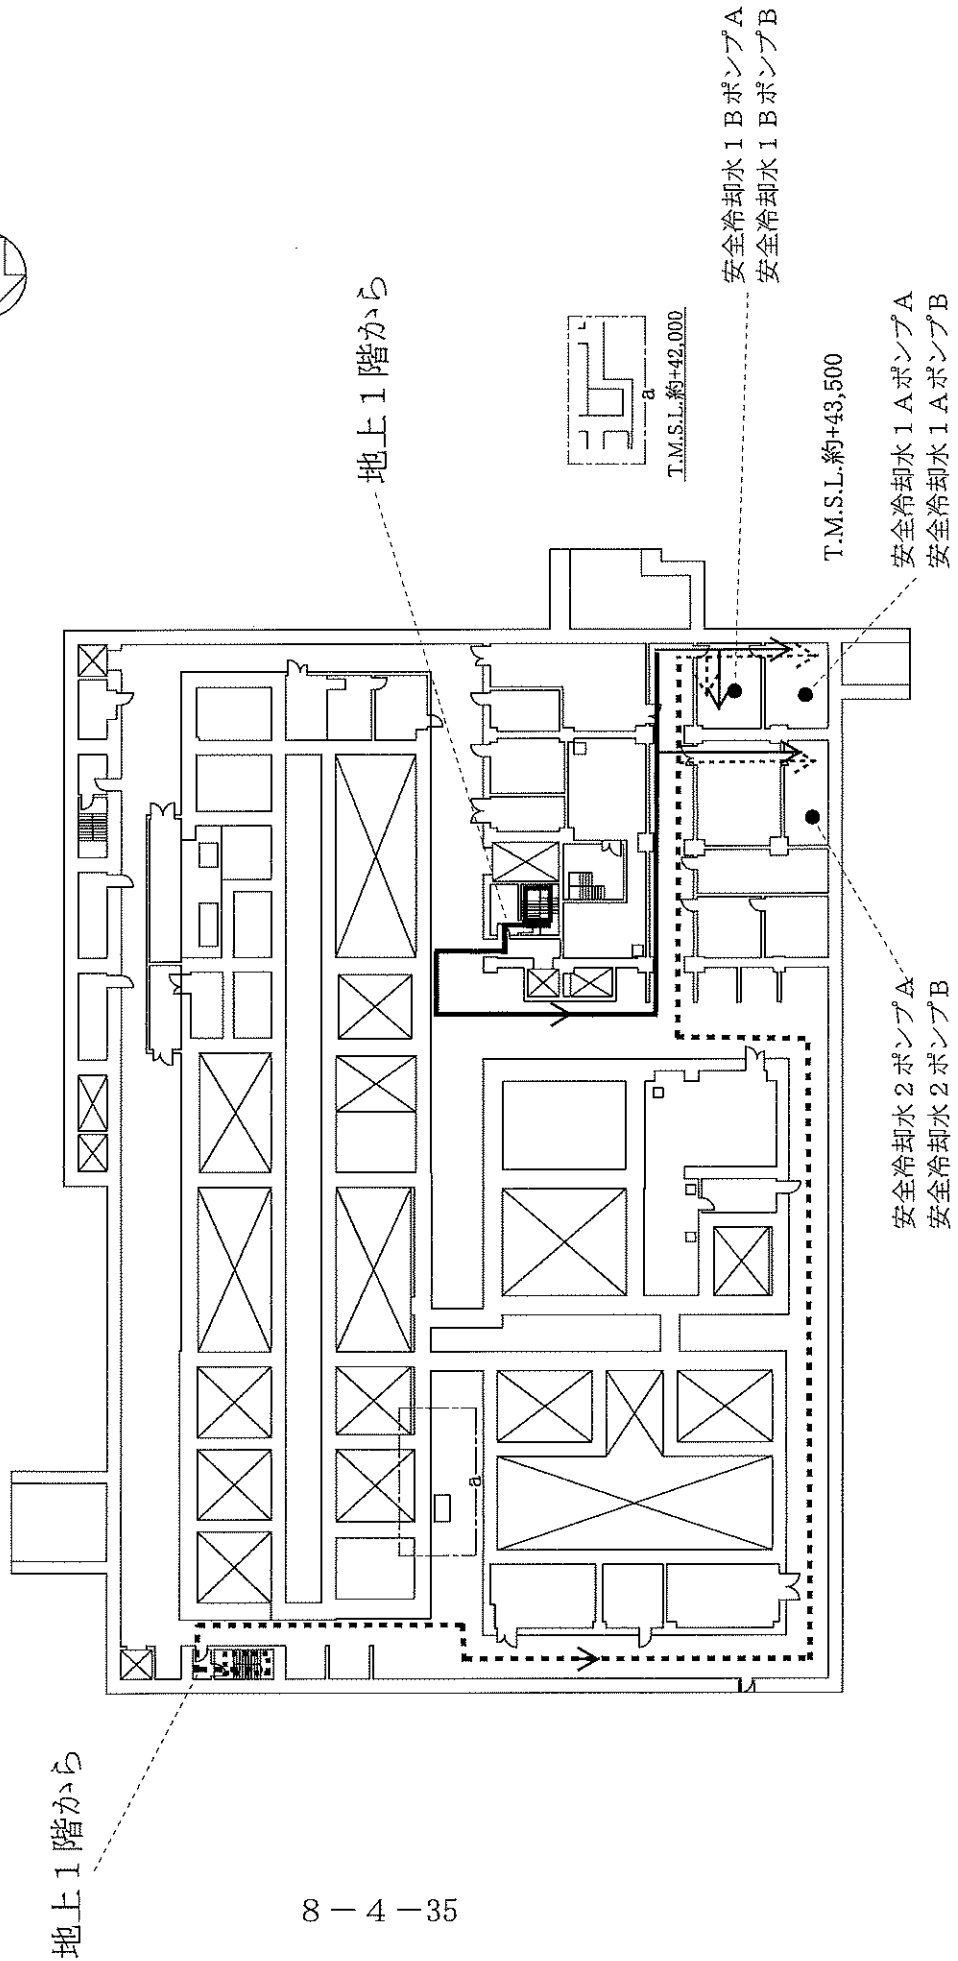 地上1階から
地上1階から
a
a
T.M.S.L.約+42,000
T.M.S.L.約+43,500
安全冷却水1Bポンプ A
安全冷却水1Bポンプ B
安全冷却水1Aポンプ A
安全冷却水1Aポンプ B
安全冷却水2ポンプ A
安全冷却水2ポンプ B
8－4－35